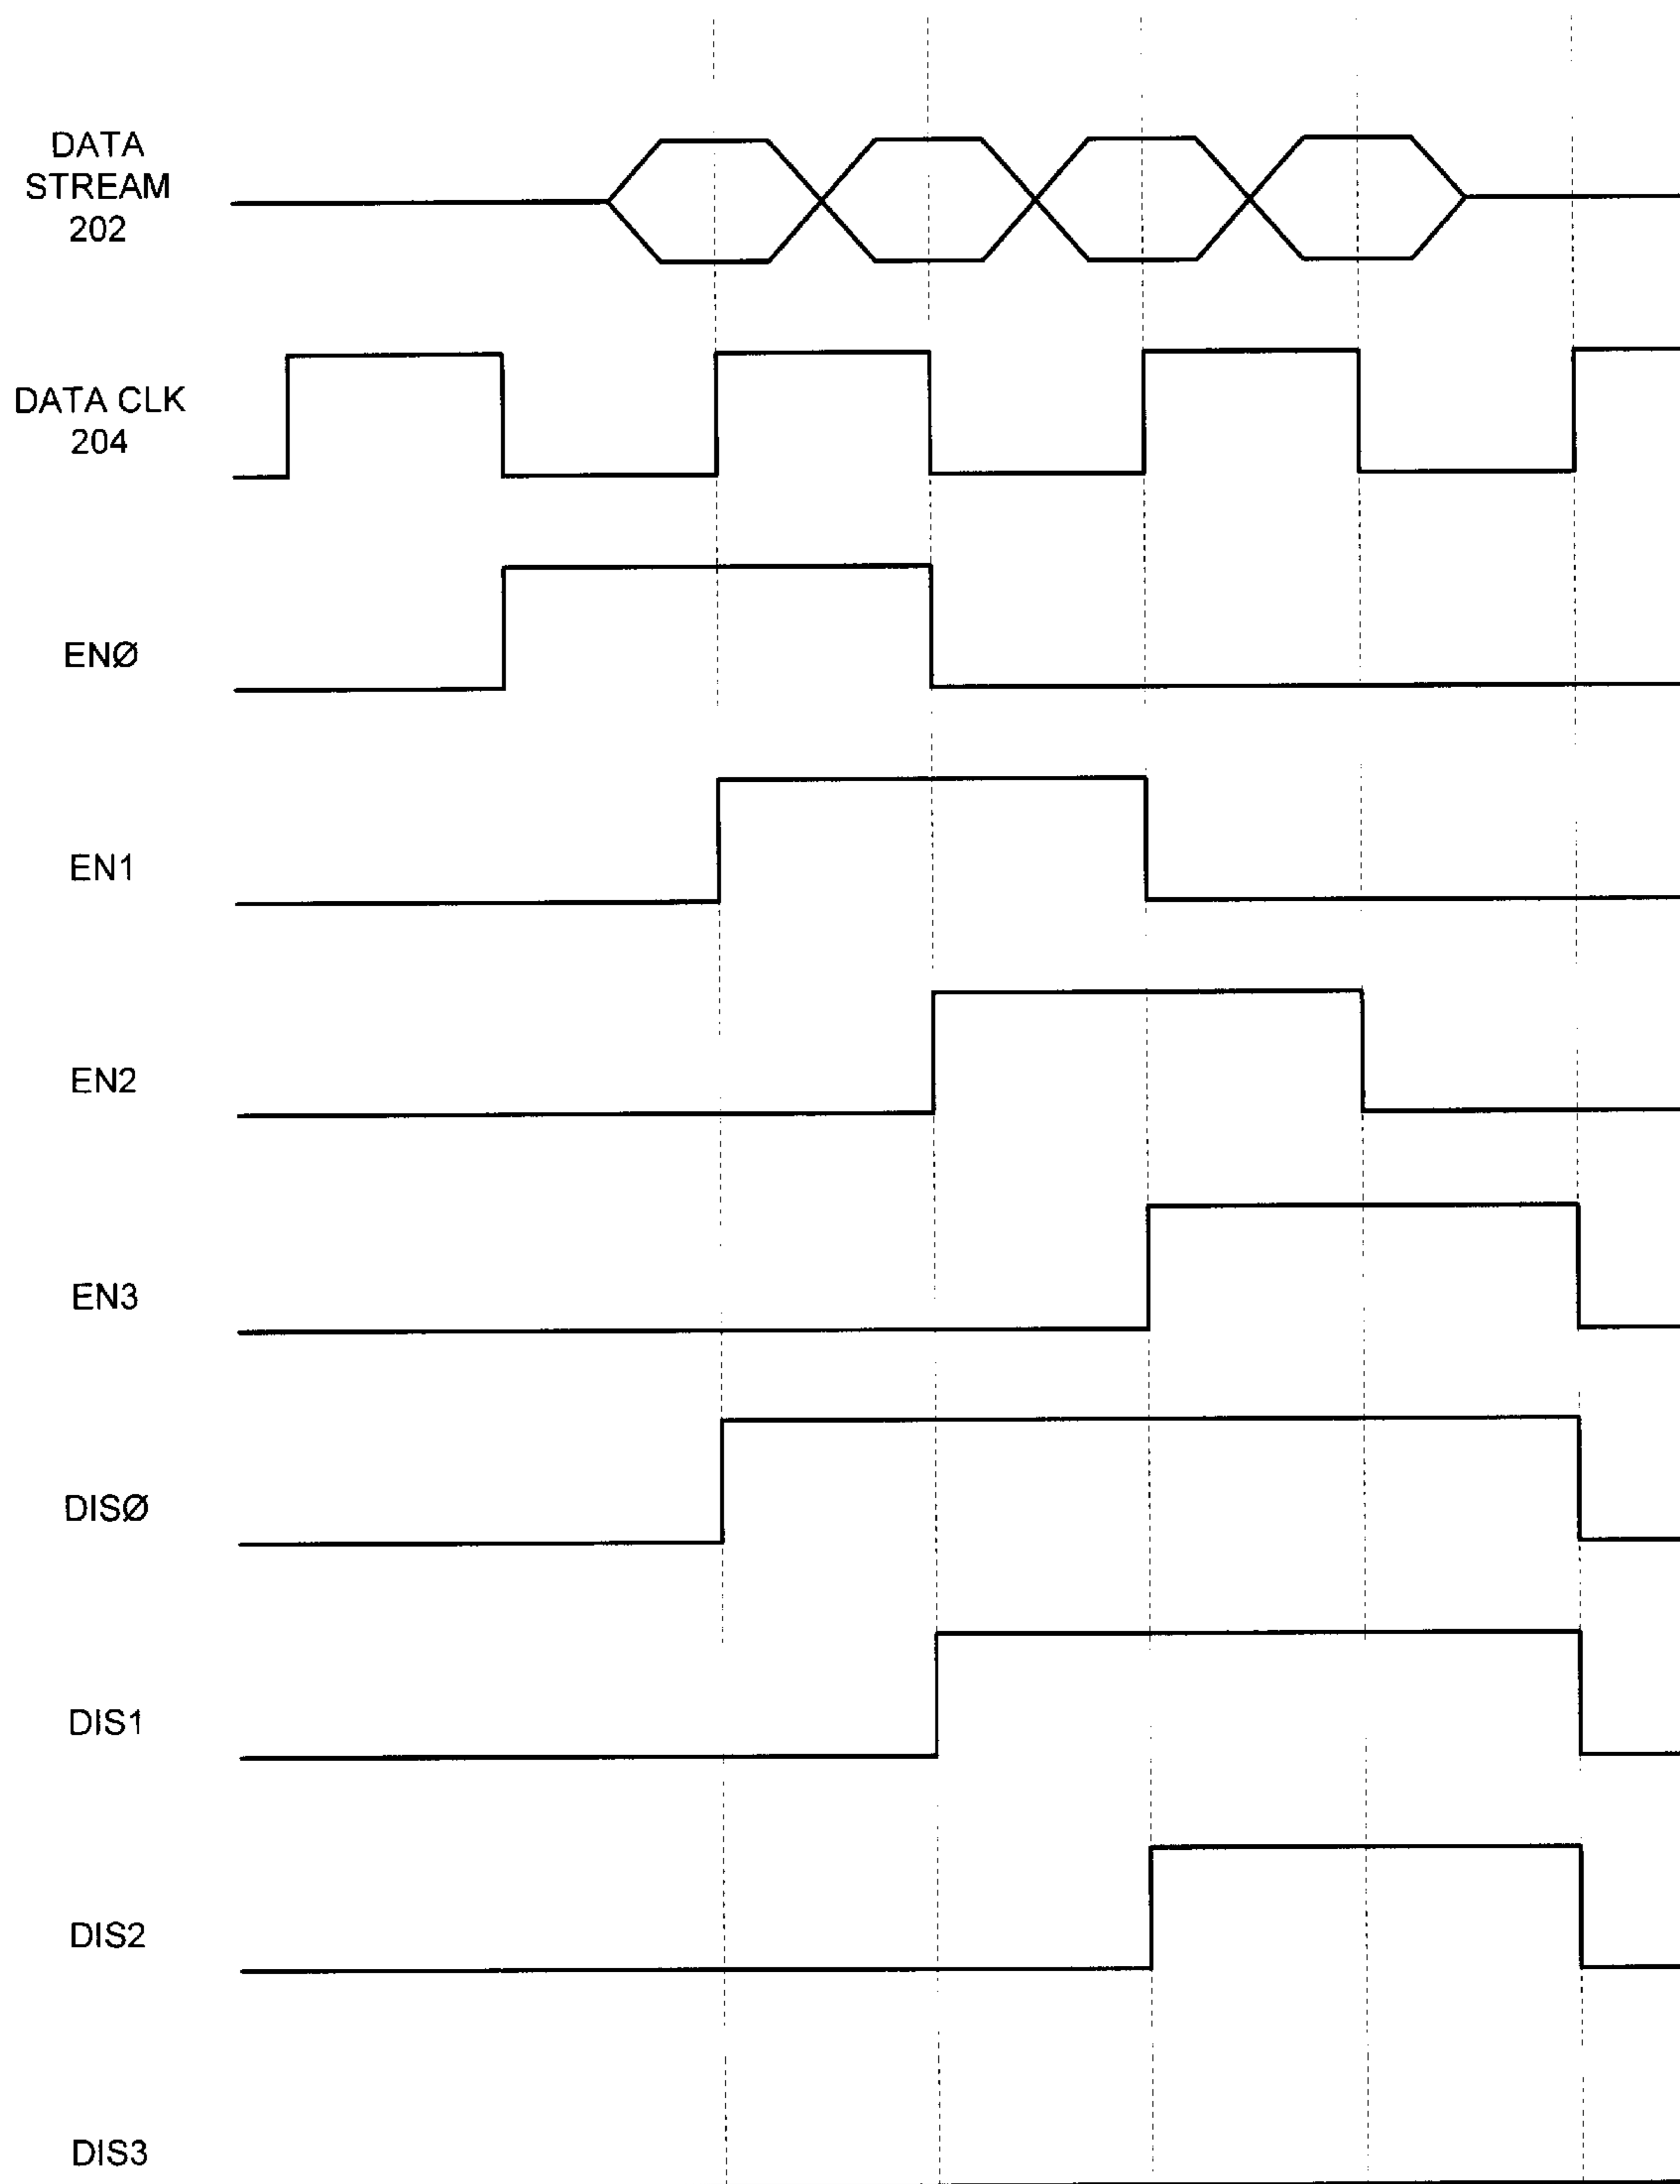 DATA
STREAM
202
DATA CLK
204
ENØ
EN1
EN2
EN3
DISØ
DIS1
DIS2
DIS3